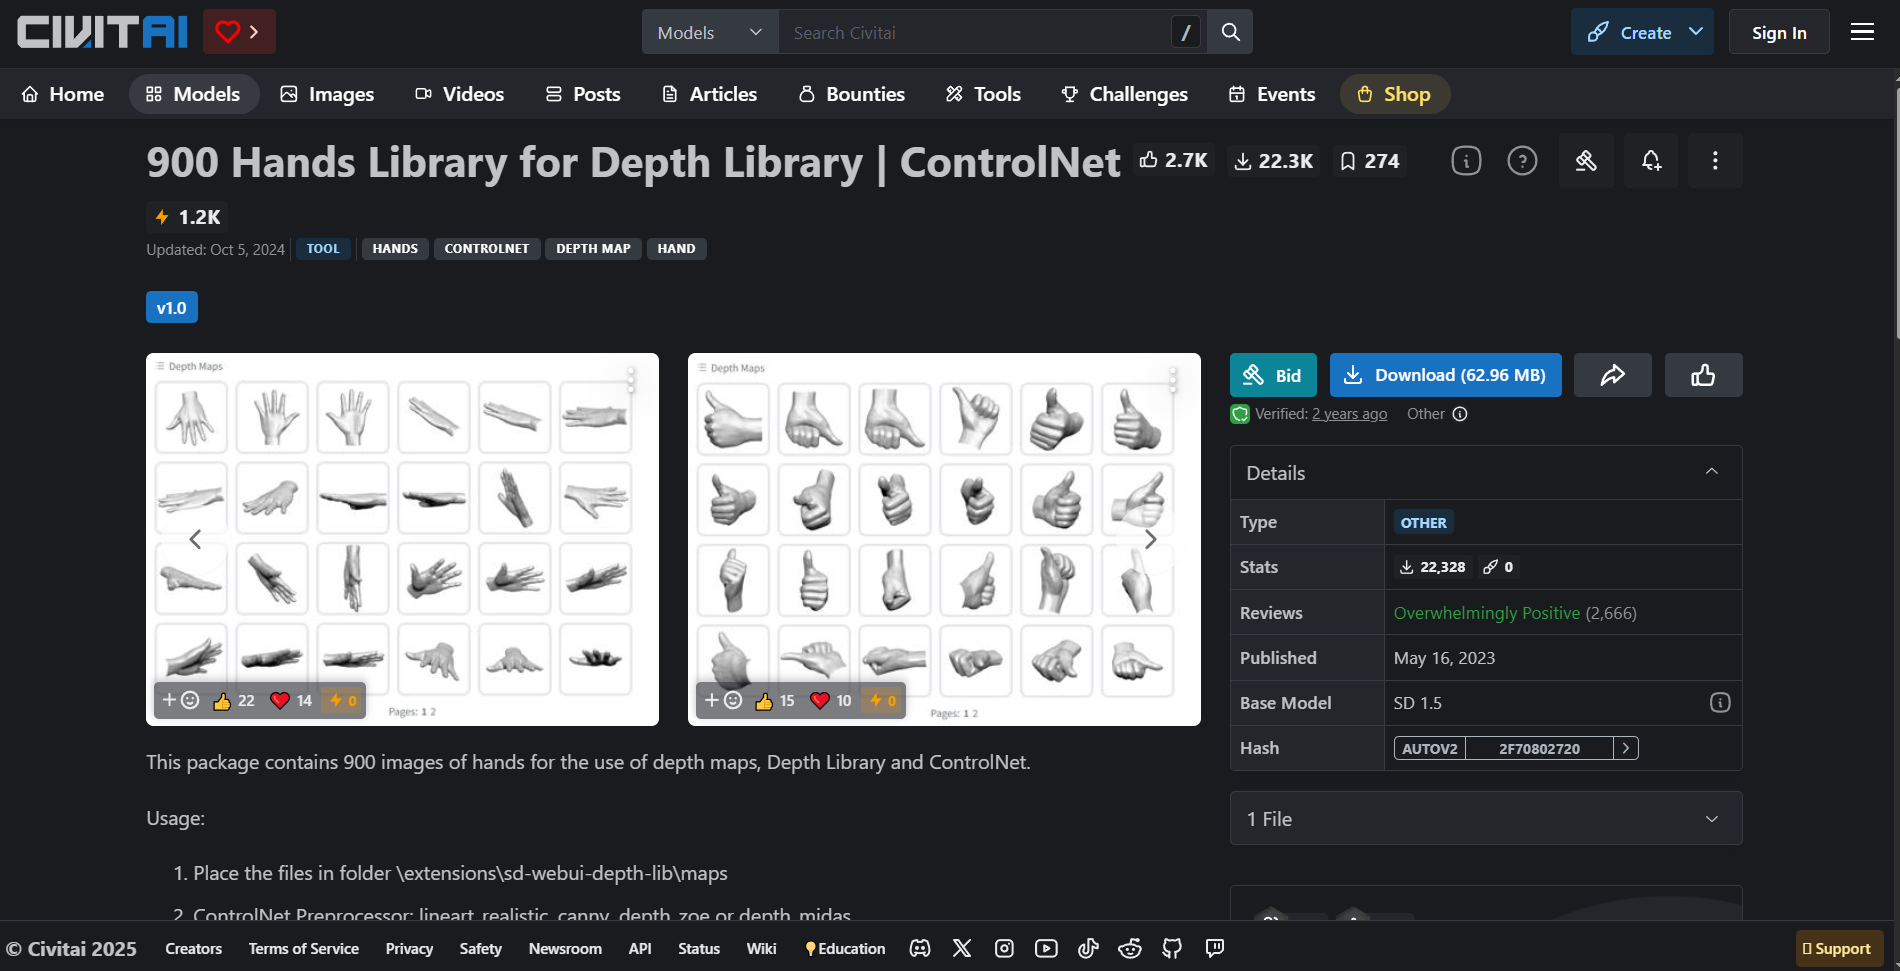 CIVITAI
Models
Search Civitai
/
Create
Sign In
Home
Models
Images
Videos
Posts
Articles
Bounties
Tools
Challenges
Events
Shop
900 Hands Library for Depth Library | ControlNet
2.7K
22.3K
274
1.2K
Updated: Oct 5, 2024
TOOL
HANDS
CONTROLNET
DEPTH MAP
HAND
v1.0
Depth Maps
22
14
0
Pages: 1 2
Depth Maps
15
10
0
Pages: 1 2
Bid
Download (62.96 MB)
Verified: 2 years ago
Other
Details
Type
OTHER
Stats
22,328
0
Reviews
Overwhelmingly Positive (2,666)
Published
May 16, 2023
Base Model
SD 1.5
Hash
AUTOV2
2F70802720
1 File
This package contains 900 images of hands for the use of depth maps, Depth Library and ControlNet.
Usage:
1. Place the files in folder \extensions\sd-webui-depth-lib\maps
2. ControlNet Preprocessor: lineart_realistic, canny, depth_zoe or depth_midas
© Civitai 2025
Creators
Terms of Service
Privacy
Safety
Newsroom
API
Status
Wiki
Education
Support